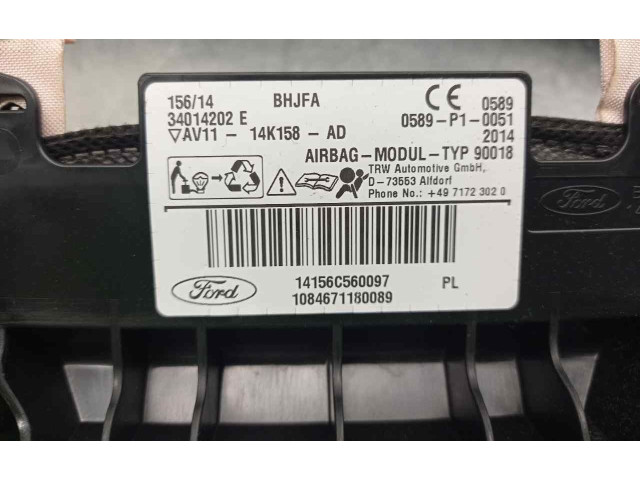 156/14 BHJFA CE 0589
34014202 E 0589-P1-0051
▽AV11 - 14K158 - AD 2014
AIRBAG-MODUL-TYP 90018
TRW Automotive GmbH,
D-73553 Alfdorf
Phone No.: +49 7172 302 0
Ford
14156C560097 PL
1084671180089
Ford